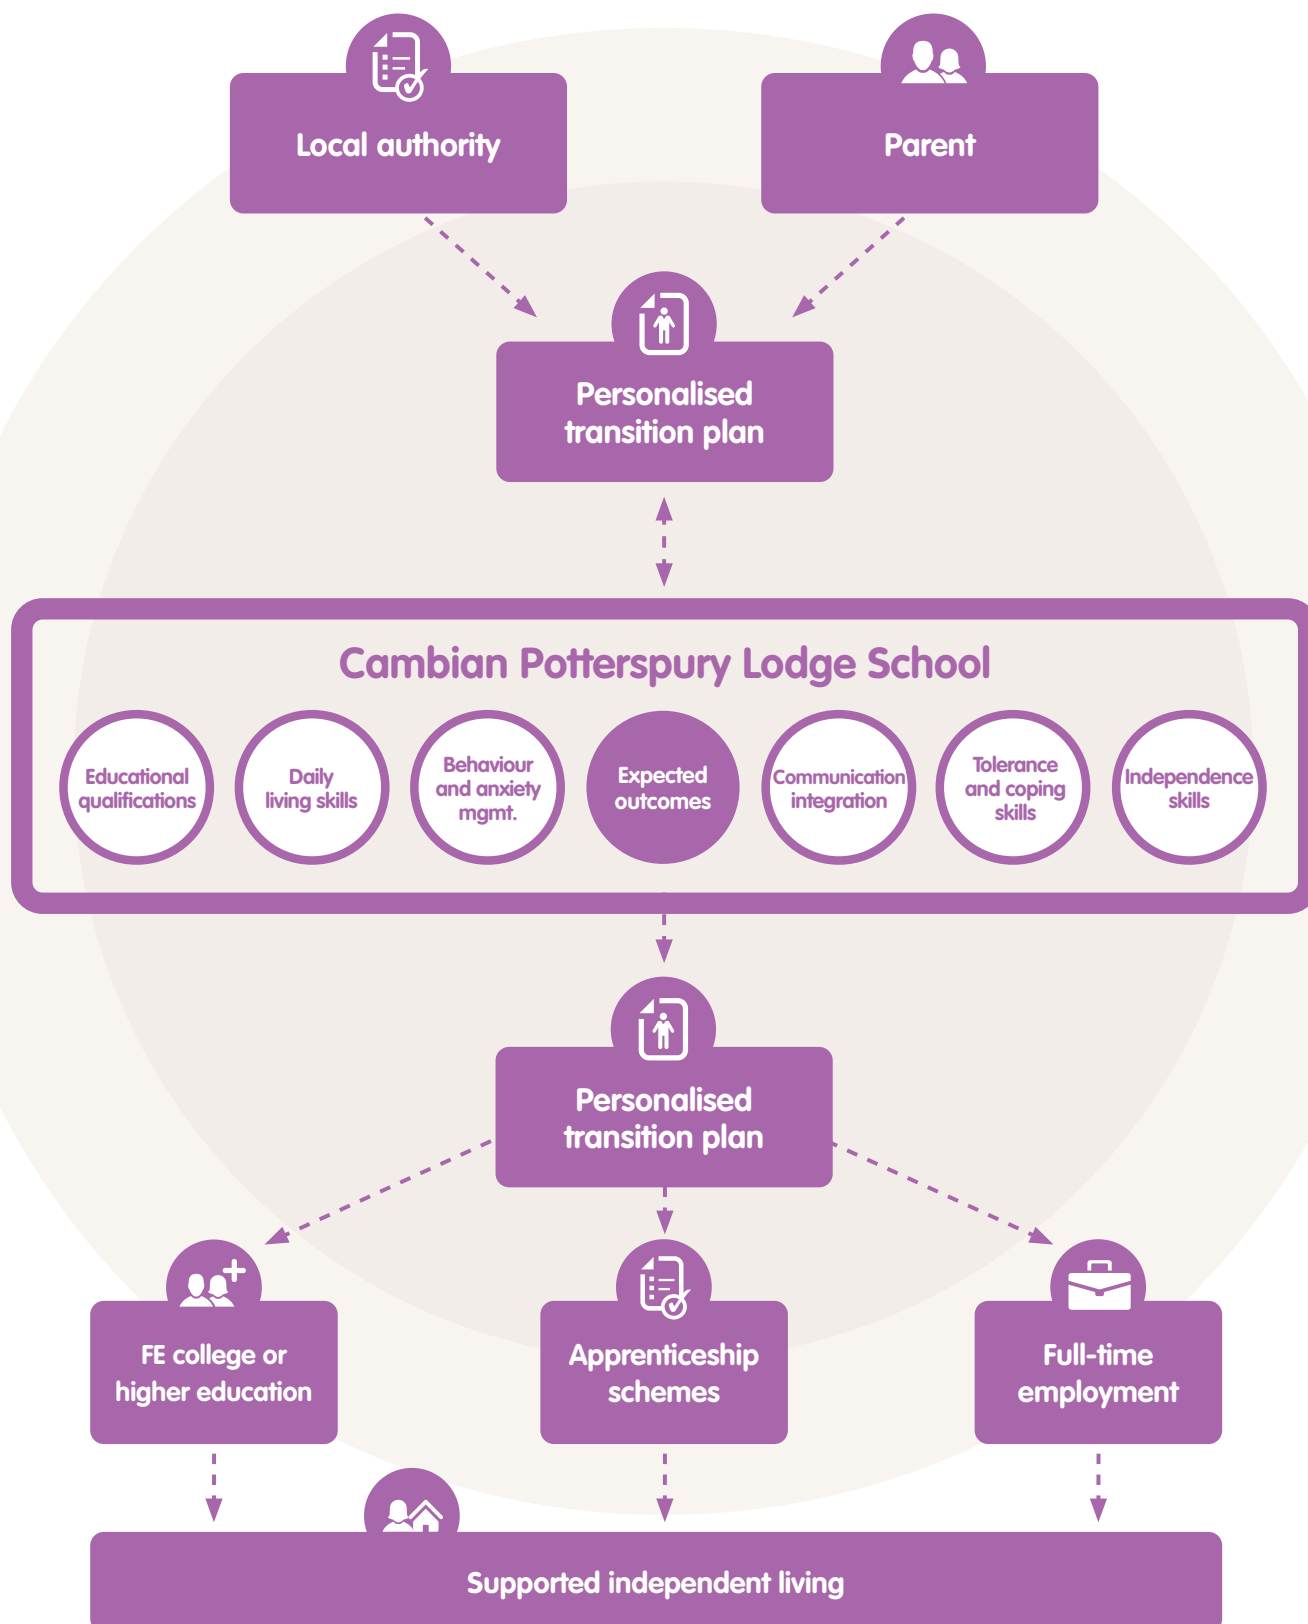 Local authority
Parent
Personalised
transition plan
Cambian Potterspury Lodge School
Educational
qualifications
Daily
living skills
Behaviour
and anxiety
mgmt.
Expected
outcomes
Communication
integration
Tolerance
and coping
skills
Independence
skills
Personalised
transition plan
FE college or
higher education
Apprenticeship
schemes
Full-time
employment
Supported independent living